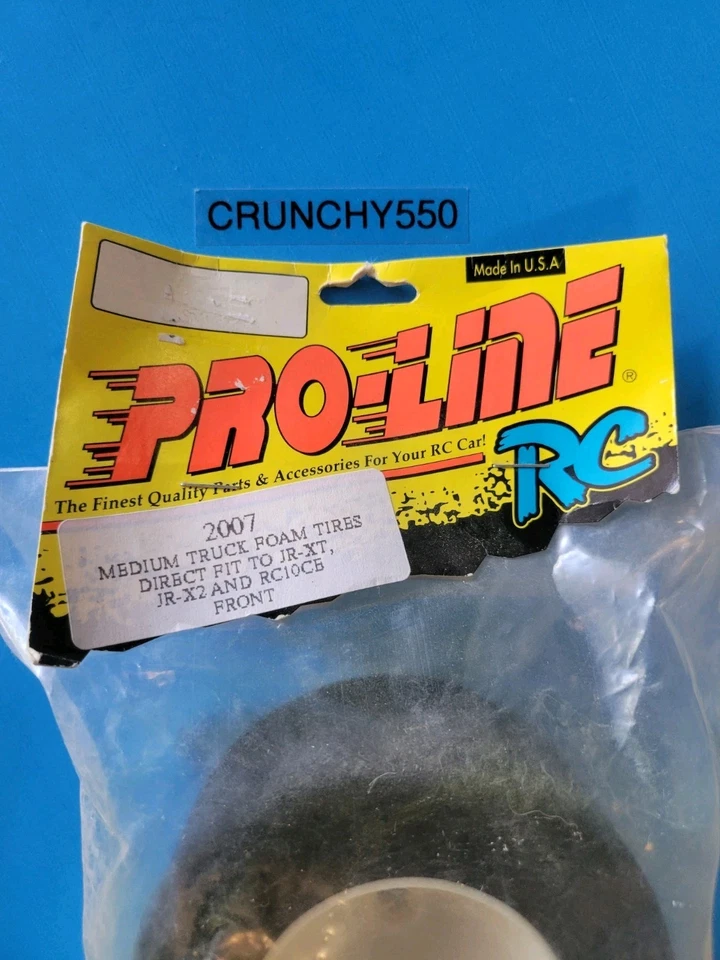 CRUNCHY550
Made In U.S.A
PRO-LINE ®
RC
The Finest Quality Parts & Accessories For Your RC Car!
2007
MEDIUM TRUCK FOAM TIRES
DIRECT FIT TO JR-XT,
JR-X2 AND RC10CE
FRONT